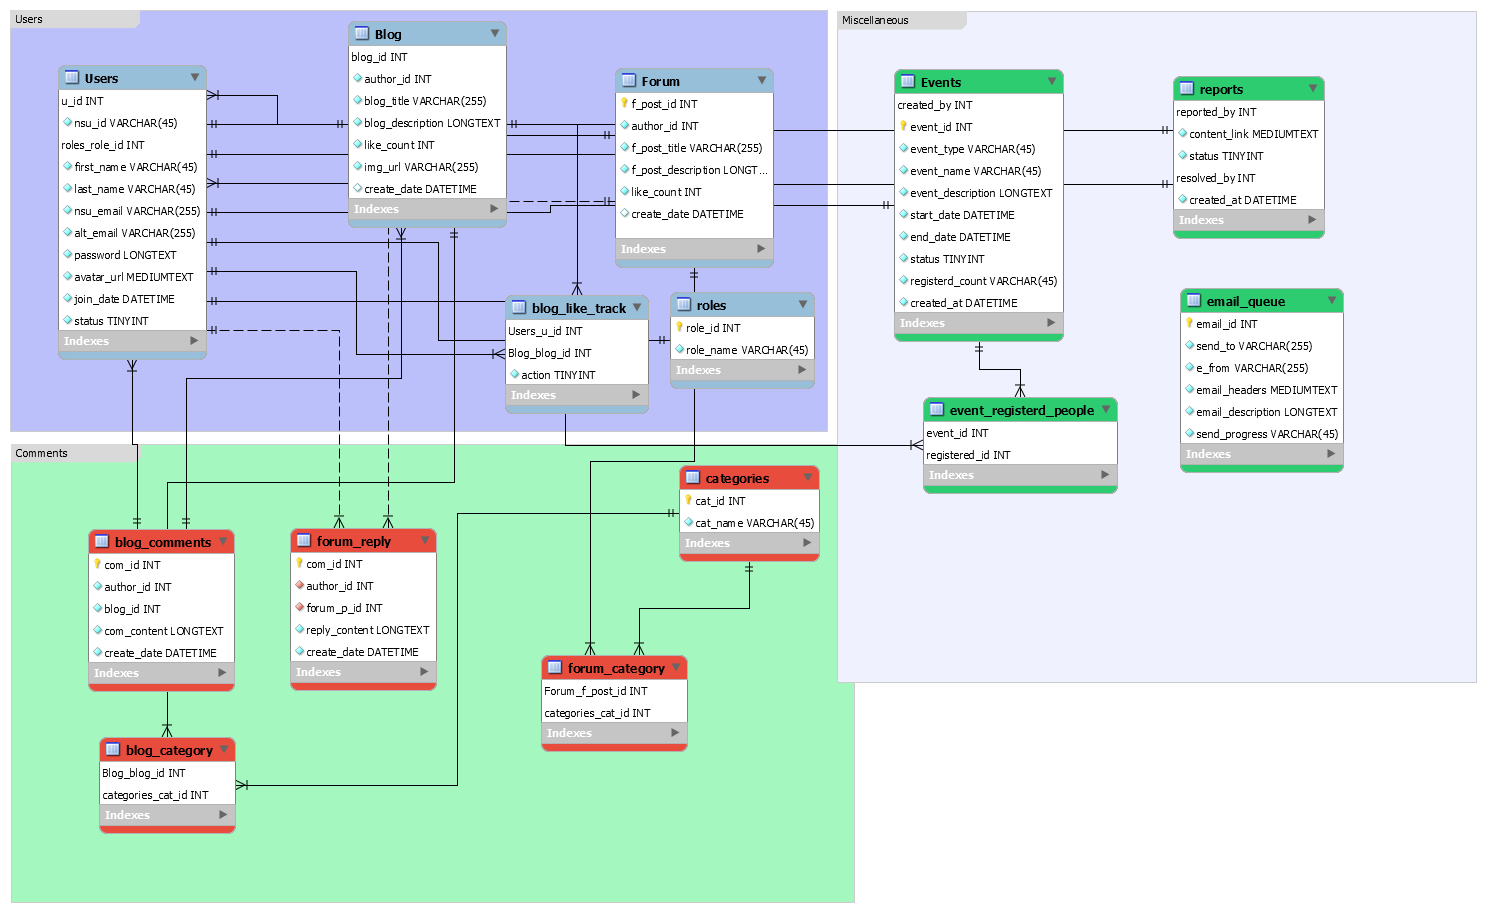 Users
Users
u_id INT
nsu_id VARCHAR(45)
roles_role_id INT
first_name VARCHAR(45)
last_name VARCHAR(45)
nsu_email VARCHAR(255)
alt_email VARCHAR(255)
password LONGTEXT
avatar_url MEDIUMTEXT
join_date DATETIME
status TINYINT
Indexes
Blog
blog_id INT
author_id INT
blog_title VARCHAR(255)
blog_description LONGTEXT
like_count INT
img_url VARCHAR(255)
create_date DATETIME
Indexes
Forum
f_post_id INT
author_id INT
f_post_title VARCHAR(255)
f_post_description LONGT...
like_count INT
create_date DATETIME
Indexes
blog_like_track
Users_u_id INT
Blog_blog_id INT
action TINYINT
Indexes
roles
role_id INT
role_name VARCHAR(45)
Indexes
Miscellaneous
Events
created_by INT
event_id INT
event_type VARCHAR(45)
event_name VARCHAR(45)
event_description LONGTEXT
start_date DATETIME
end_date DATETIME
status TINYINT
registerd_count VARCHAR(45)
created_at DATETIME
Indexes
reports
reported_by INT
content_link MEDIUMTEXT
status TINYINT
resolved_by INT
created_at DATETIME
Indexes
email_queue
email_id INT
send_to VARCHAR(255)
e_from VARCHAR(255)
email_headers MEDIUMTEXT
email_description LONGTEXT
send_progress VARCHAR(45)
Indexes
event_registerd_people
event_id INT
registered_id INT
Indexes
Comments
blog_comments
com_id INT
author_id INT
blog_id INT
com_content LONGTEXT
create_date DATETIME
Indexes
forum_reply
com_id INT
author_id INT
forum_p_id INT
reply_content LONGTEXT
create_date DATETIME
Indexes
categories
cat_id INT
cat_name VARCHAR(45)
Indexes
forum_category
Forum_f_post_id INT
categories_cat_id INT
Indexes
blog_category
Blog_blog_id INT
categories_cat_id INT
Indexes